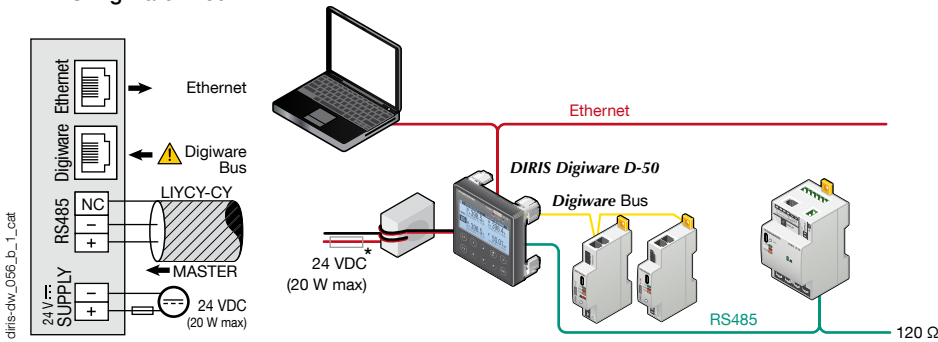 Ethernet
Ethernet
Digiware
Digiware
Bus
LIYCY-CY
RS485
NC
–
+
MASTER
24 V
SUPPLY
–
+
24 VDC
(20 W max)
diris-dw_056_b_1_cat
Ethernet
DIRIS Digiware D-50
Digiware Bus
*
24 VDC
(20 W max)
RS485
120 Ω